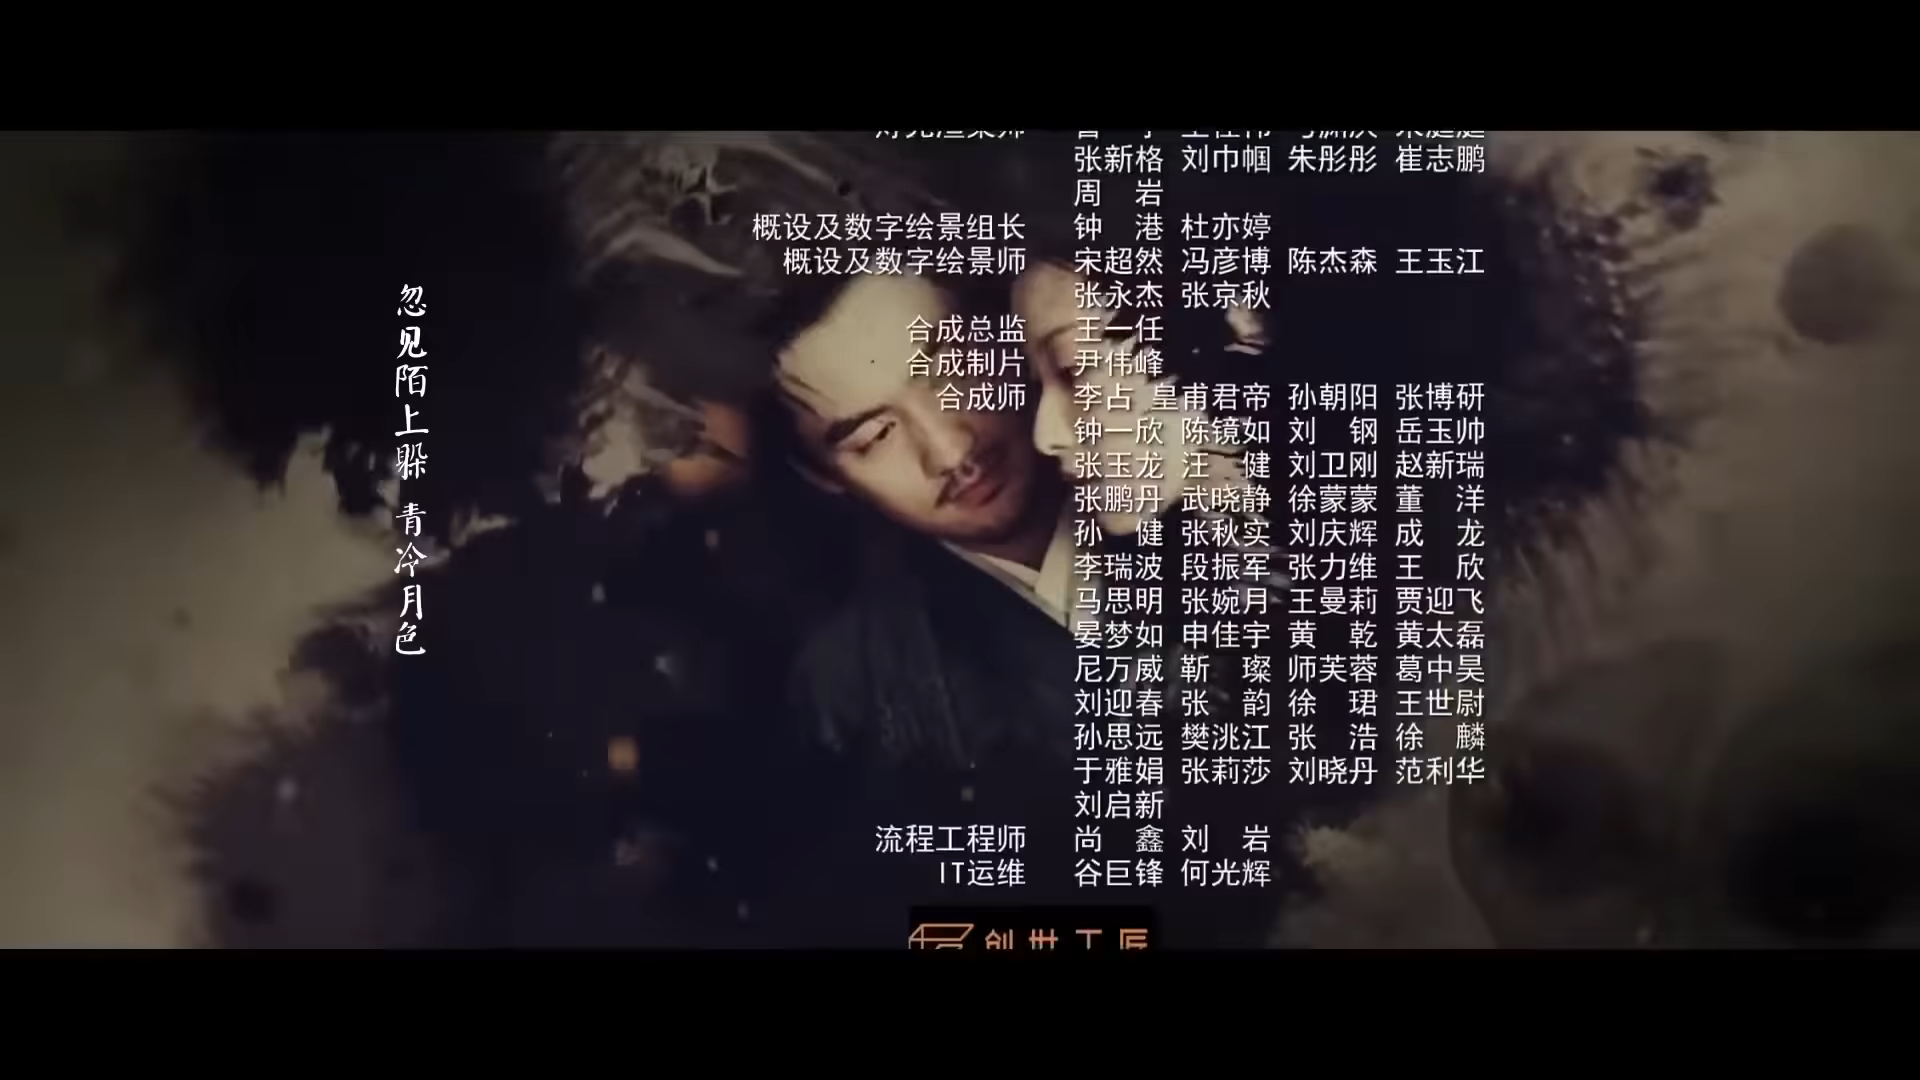 忽见陌上躲 青冷月色
张新格 刘巾帼 朱彤彤 崔志鹏
周 岩
概设及数字绘景组长 钟 港 杜亦婷
概设及数字绘景师 宋超然 冯彦博 陈杰森 王玉江
张永杰 张京秋
合成总监 王一任
合成制片 尹伟峰
合成师 李占 皇甫君帝 孙朝阳 张博研
钟一欣 陈镜如 刘 钢 岳玉帅
张玉龙 汪 健 刘卫刚 赵新瑞
张鹏丹 武晓静 徐蒙蒙 董 洋
孙 健 张秋实 刘庆辉 成 龙
李瑞波 段振军 张力维 王 欣
马思明 张婉月 王曼莉 贾迎飞
晏梦如 申佳宇 黄 乾 黄太磊
尼万威 靳 璨 师芙蓉 葛中昊
刘迎春 张 韵 徐 珺 王世尉
孙思远 樊洮江 张 浩 徐 麟
于雅娟 张莉莎 刘晓丹 范利华
刘启新
流程工程师 尚 鑫 刘 岩
IT运维 谷巨锋 何光辉
创世工匠